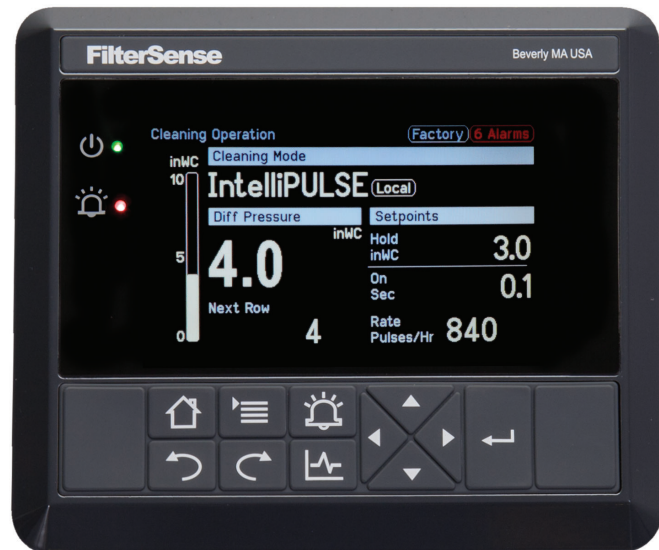 FilterSense Beverly MA USA
Cleaning Operation Factory 6 Alarms
inWC Cleaning Mode
10 IntelliPULSE Local
Diff Pressure Setpoints
inWC Hold
inWC 3.0
5 4.0 On
Sec 0.1
Next Row
0 4 Rate
Pulses/Hr 840